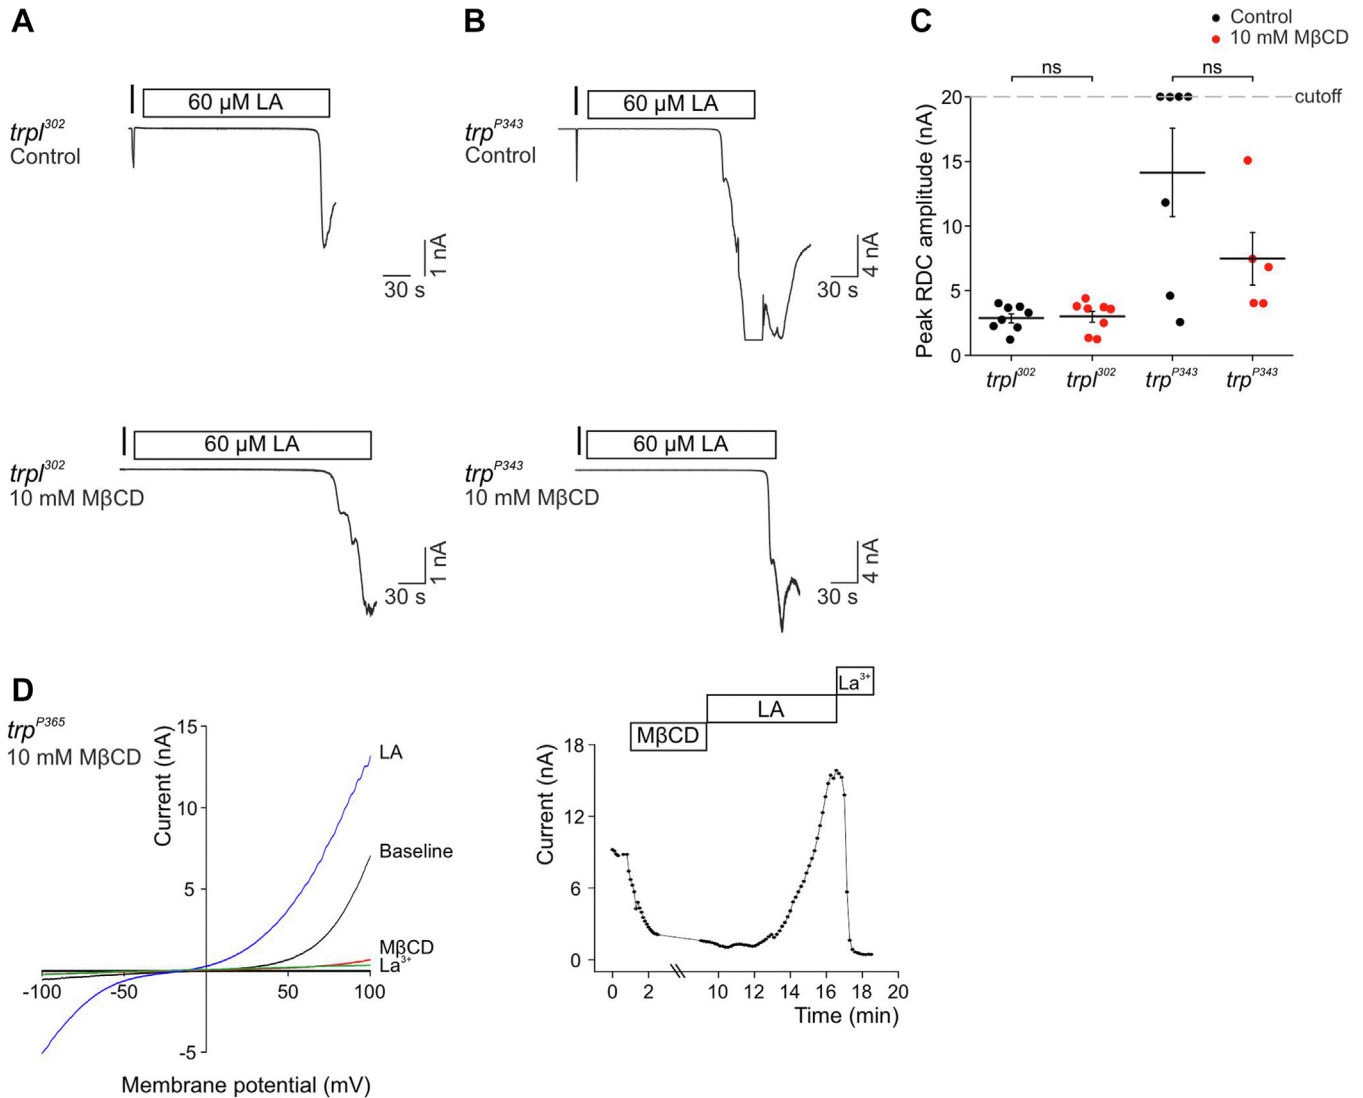 A
60 µM LA
trpl³⁰²
Control
1 nA
30 s
60 µM LA
trpl³⁰²
10 mM MβCD
1 nA
30 s
B
60 µM LA
trpᴾ³⁴³
Control
4 nA
30 s
60 µM LA
trpᴾ³⁴³
10 mM MβCD
4 nA
30 s
C
Control
10 mM MβCD
ns
ns
cutoff
Peak RDC amplitude (nA)
20
15
10
5
0
trpl³⁰²
trpl³⁰²
trpᴾ³⁴³
trpᴾ³⁴³
D
trpᴾ³⁶⁵
10 mM MβCD
Current (nA)
15
10
5
-5
LA
Baseline
MβCD
La³⁺
-100
-50
50
100
Membrane potential (mV)
La³⁺
LA
MβCD
Current (nA)
18
12
6
0
0 2 10 12 14 16 18 20
Time (min)